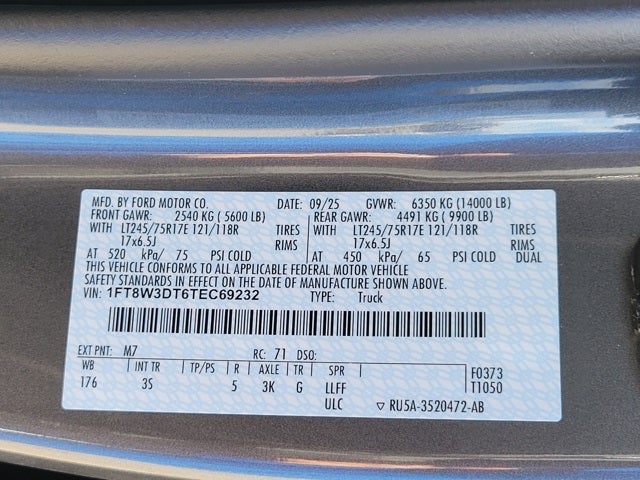 MFD. BY FORD MOTOR CO. DATE: 09/25 GVWR: 6350 KG (14000 LB)
FRONT GAWR: 2540 KG ( 5600 LB) REAR GAWR: 4491 KG ( 9900 LB)
WITH LT245/75R17E 121/118R TIRES WITH LT245/75R17E 121/118R TIRES
17x6.5J RIMS 17x6.5J RIMS
AT 520 kPa/ 75 PSI COLD AT 450 kPa/ 65 PSI COLD
THIS VEHICLE CONFORMS TO ALL APPLICABLE FEDERAL MOTOR VEHICLE
SAFETY STANDARDS IN EFFECT ON THE DATE OF MANUFACTURE SHOWN ABOVE.
VIN: 1FT8W3DT6TEC69232 TYPE: Truck
EXT PNT: M7 RC: 71 DSO:
WB INT TR TP/PS R AXLE TR SPR F0373
176 3S 5 3K G LLFF T1050
ULC ▽ RU5A-3520472-AB